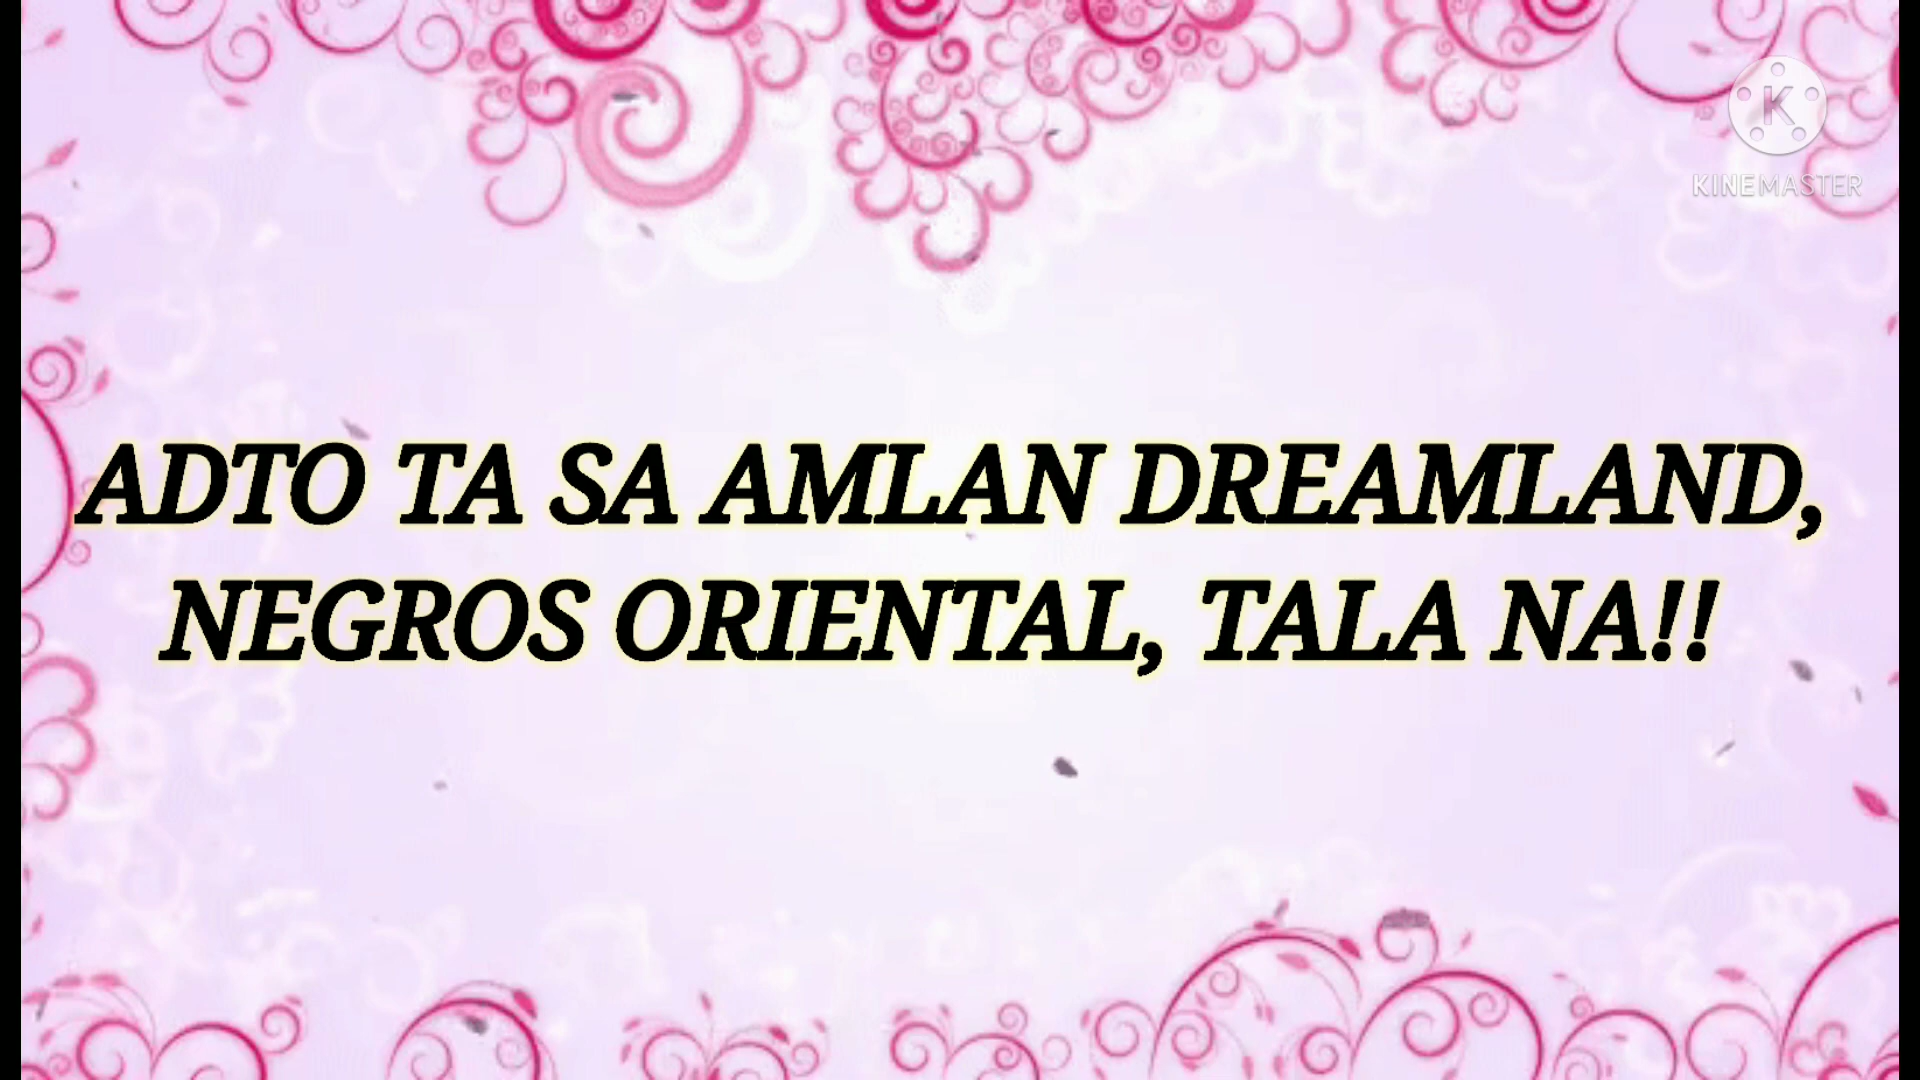 K
KINEMASTER
ADTO TA SA AMLAN DREAMLAND,
NEGROS ORIENTAL, TALA NA!!